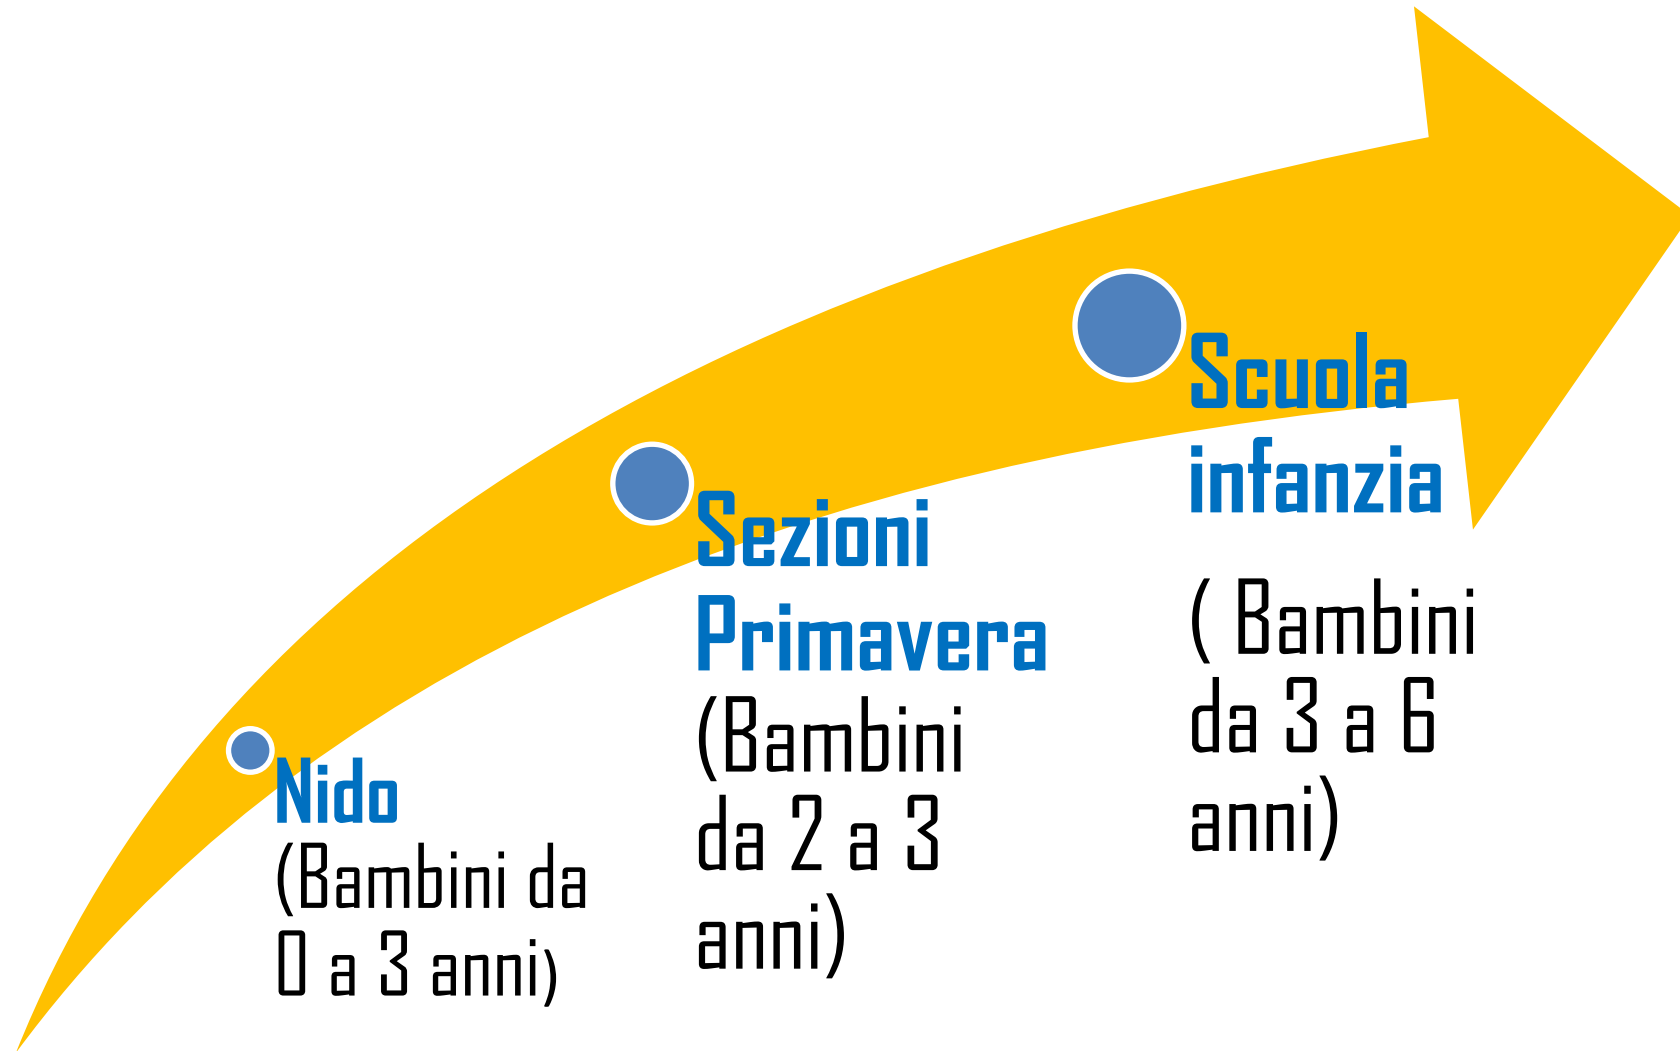 Nido
(Bambini da
0 a 3 anni)
Sezioni
Primavera
(Bambini
da 2 a 3
anni)
Scuola
infanzia
( Bambini
da 3 a 6
anni)